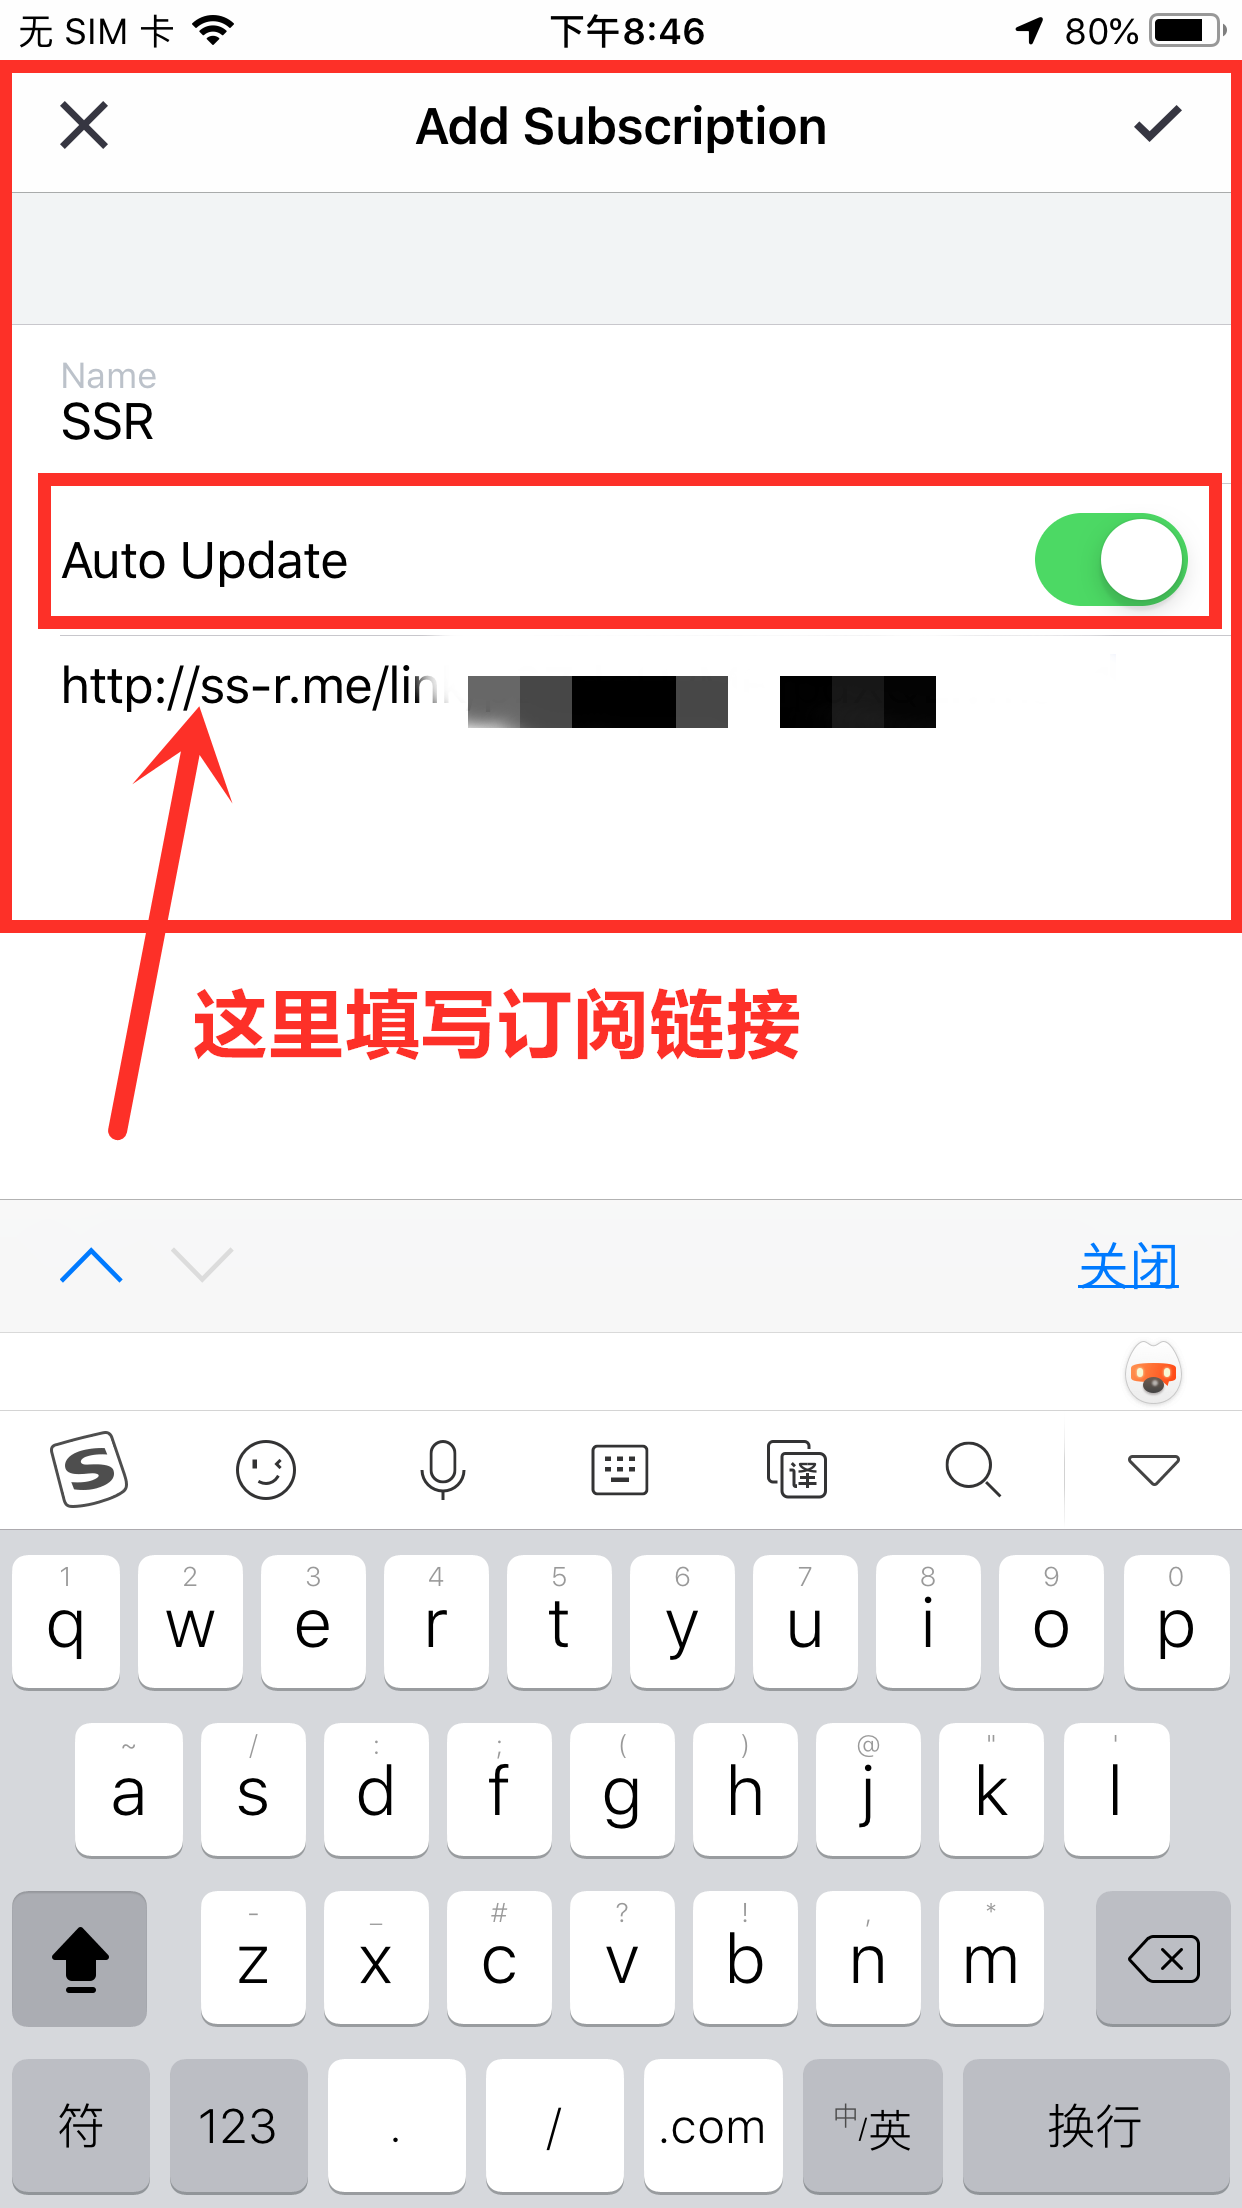 无 SIM 卡 下午8:46 80%
Add Subscription
Name
SSR
Auto Update
http://ss-r.me/link
这里填写订阅链接
关闭
S 译
1 2 3 4 5 6 7 8 9 0
q w e r t y u i o p
~ / : ; ( ) @ " '
a s d f g h j k l
- _ # ? ! , *
z x c v b n m
符 123 . / .com 中/英 换行